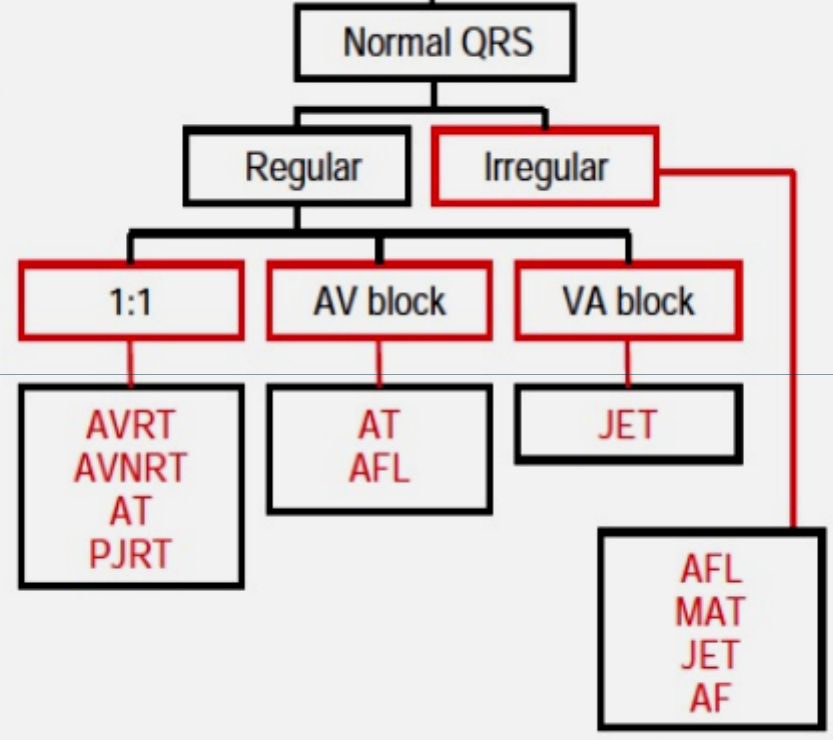 Normal QRS
Regular
Irregular
1:1
AV block
VA block
AVRT
AVNRT
AT
PJRT
AT
AFL
JET
AFL
MAT
JET
AF